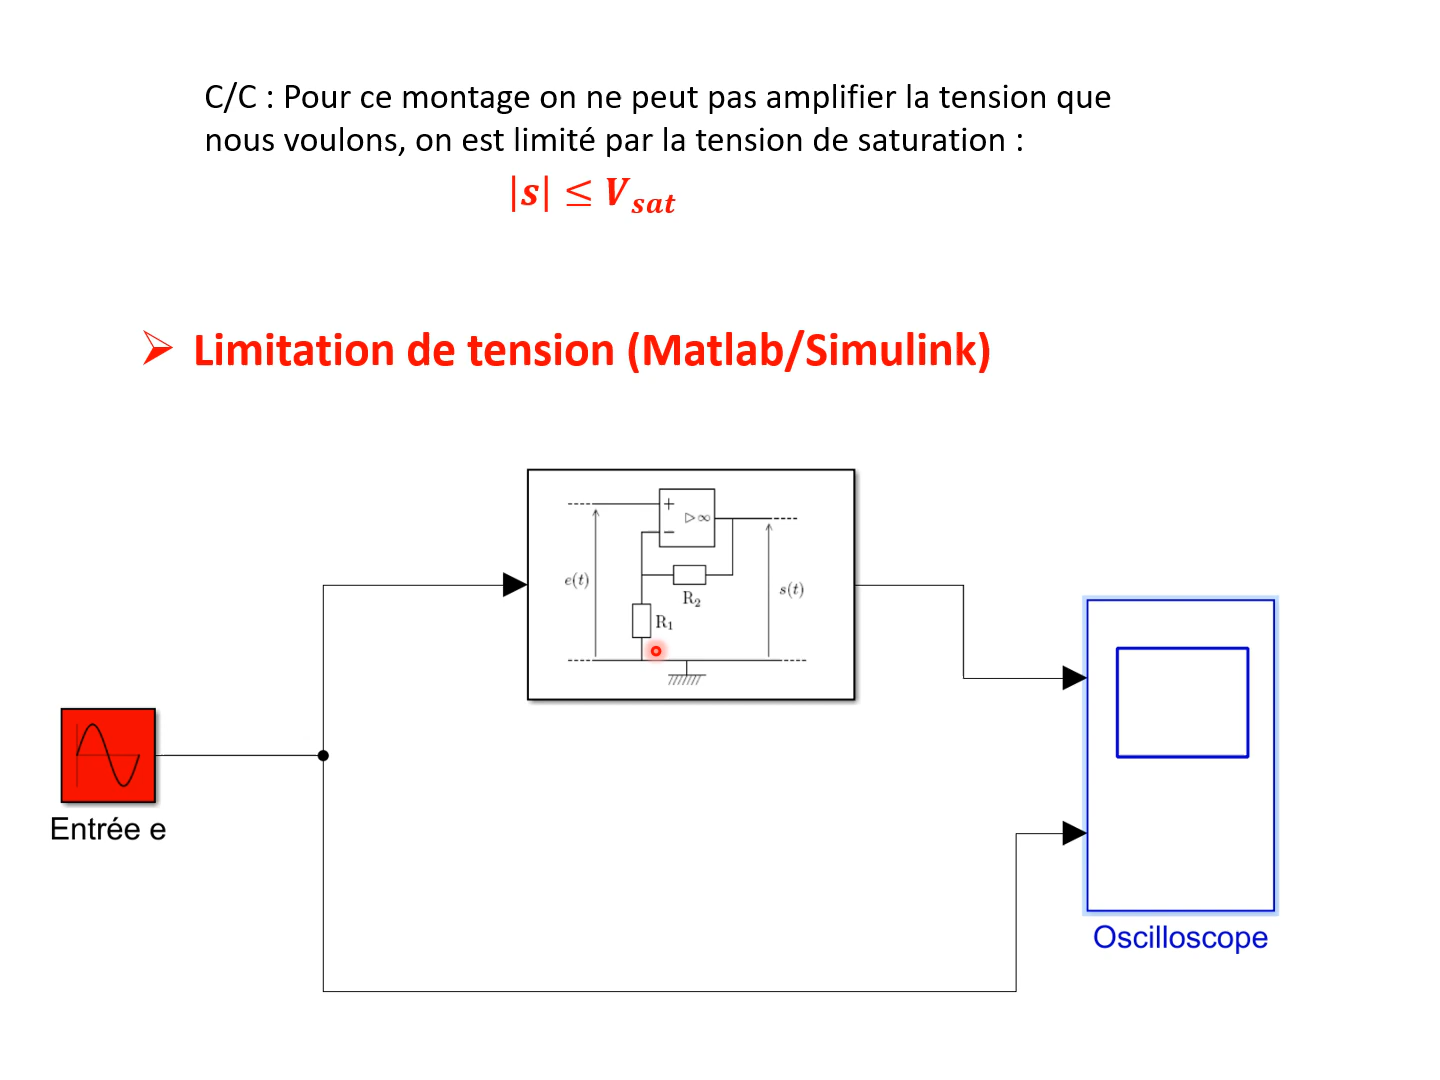 C/C : Pour ce montage on ne peut pas amplifier la tension que
nous voulons, on est limité par la tension de saturation :
|s| ≤ V_sat
➢ Limitation de tension (Matlab/Simulink)
+
▷∞
−
e(t)
R₂
s(t)
R₁
Entrée e
Oscilloscope